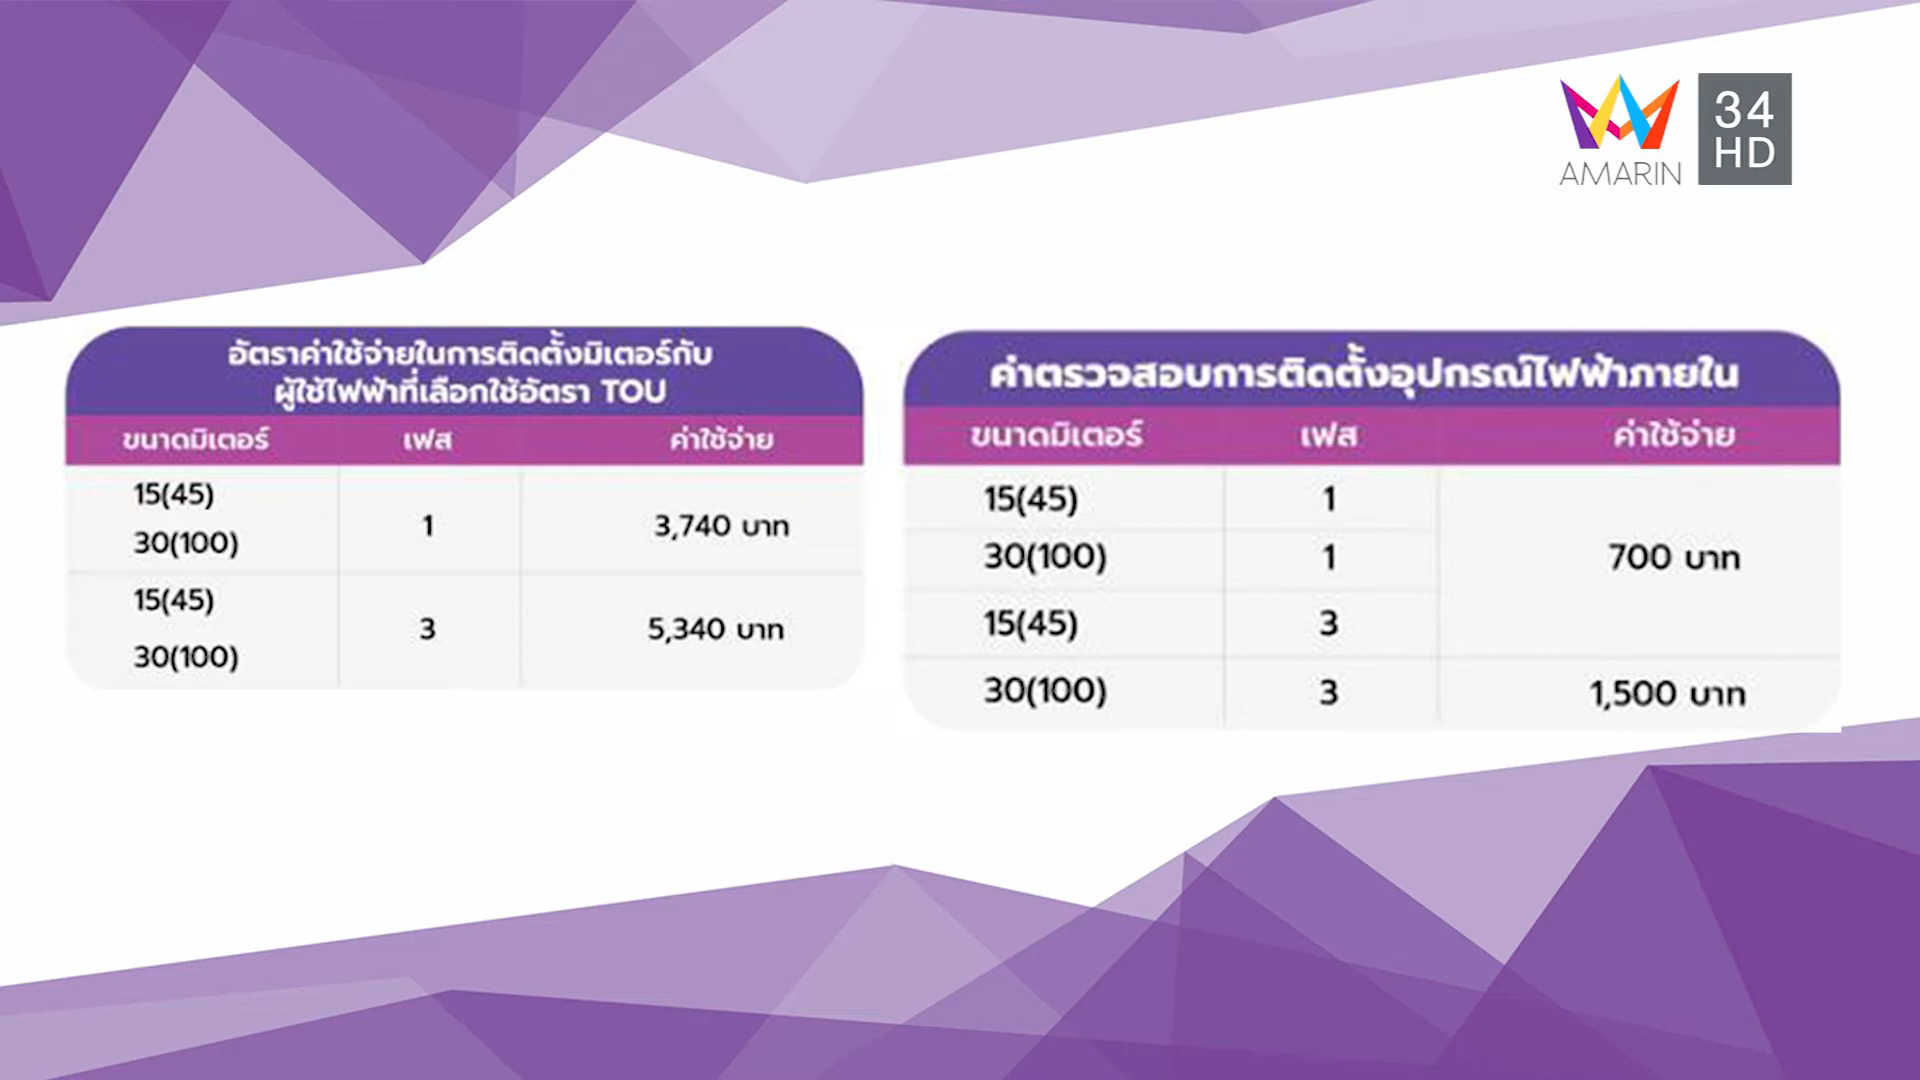 AMARIN
34
HD
อัตราค่าใช้จ่ายในการติดตั้งมิเตอร์กับ
ผู้ใช้ไฟฟ้าที่เลือกใช้อัตรา TOU
ขนาดมิเตอร์ เฟส ค่าใช้จ่าย
15(45)
30(100)
1 3,740 บาท
15(45)
30(100)
3 5,340 บาท
ค่าตรวจสอบการติดตั้งอุปกรณ์ไฟฟ้าภายใน
ขนาดมิเตอร์ เฟส ค่าใช้จ่าย
15(45) 1
30(100) 1 700 บาท
15(45) 3
30(100) 3 1,500 บาท